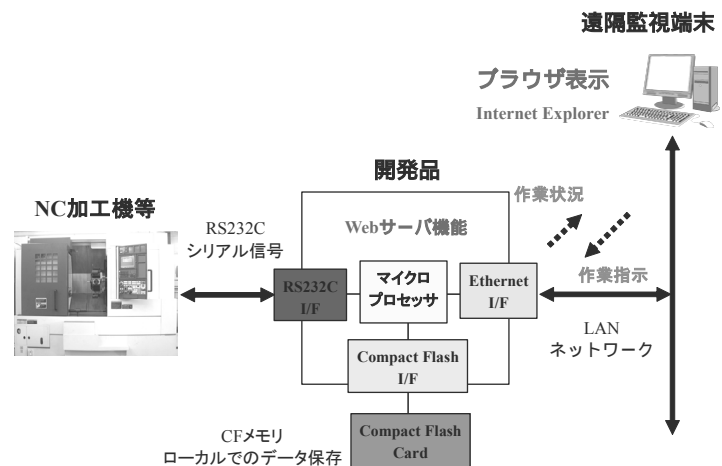 遠隔監視端末
ブラウザ表示
Internet Explorer
開発品
作業状況
NC加工機等
RS232C
シリアル信号
Webサーバ機能
RS232C
I/F
マイクロ
プロセッサ
Ethernet
I/F
作業指示
LAN
ネットワーク
Compact Flash
I/F
CFメモリ
ローカルでのデータ保存
Compact Flash
Card